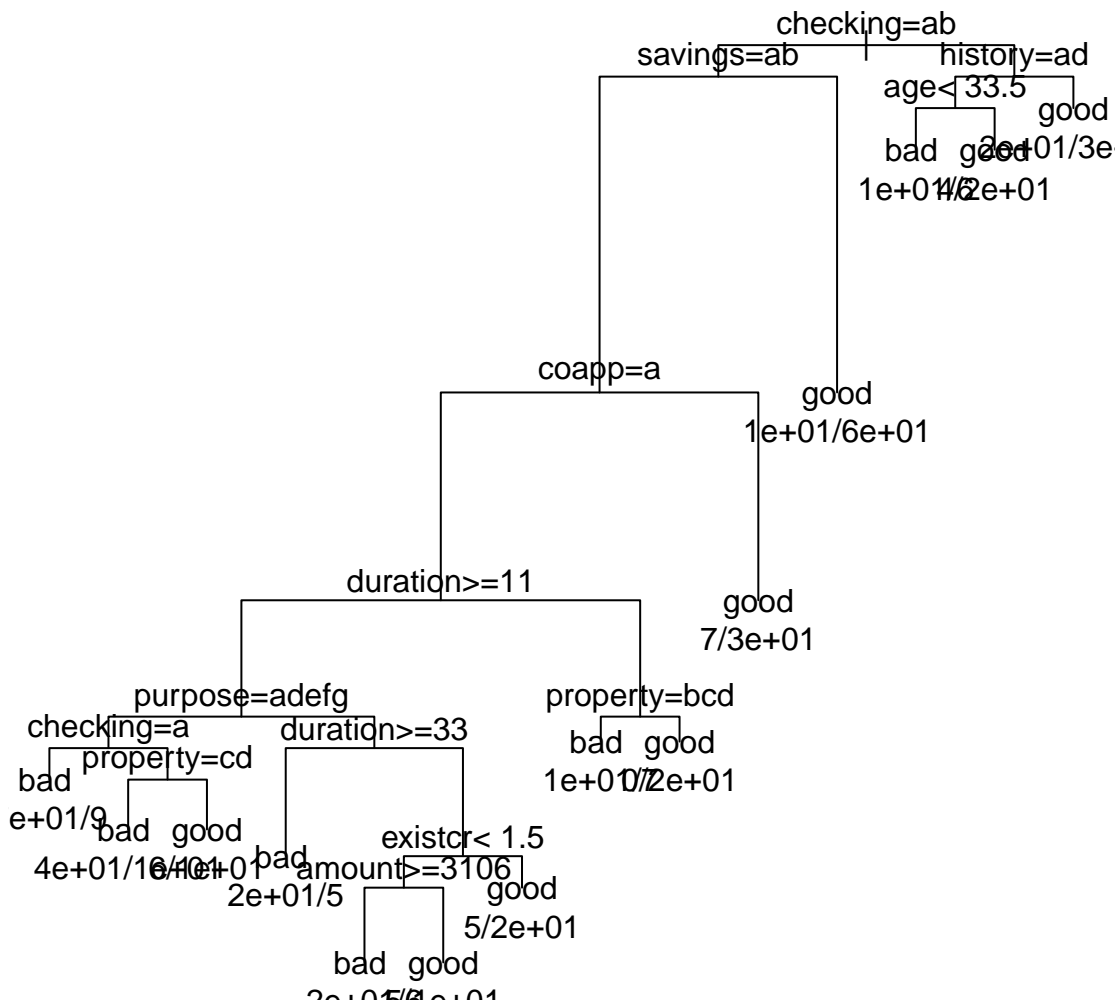 checking=ab
savings=ab
history=ad
age< 33.5
good
bad
good
coapp=a
good
1e+01/6e+01
duration>=11
good
7/3e+01
purpose=adefg
property=bcd
checking=a
duration>=33
bad
good
property=cd
bad
bad
good
existcr< 1.5
bad
amount>=3106
good
2e+01/5
5/2e+01
bad
good